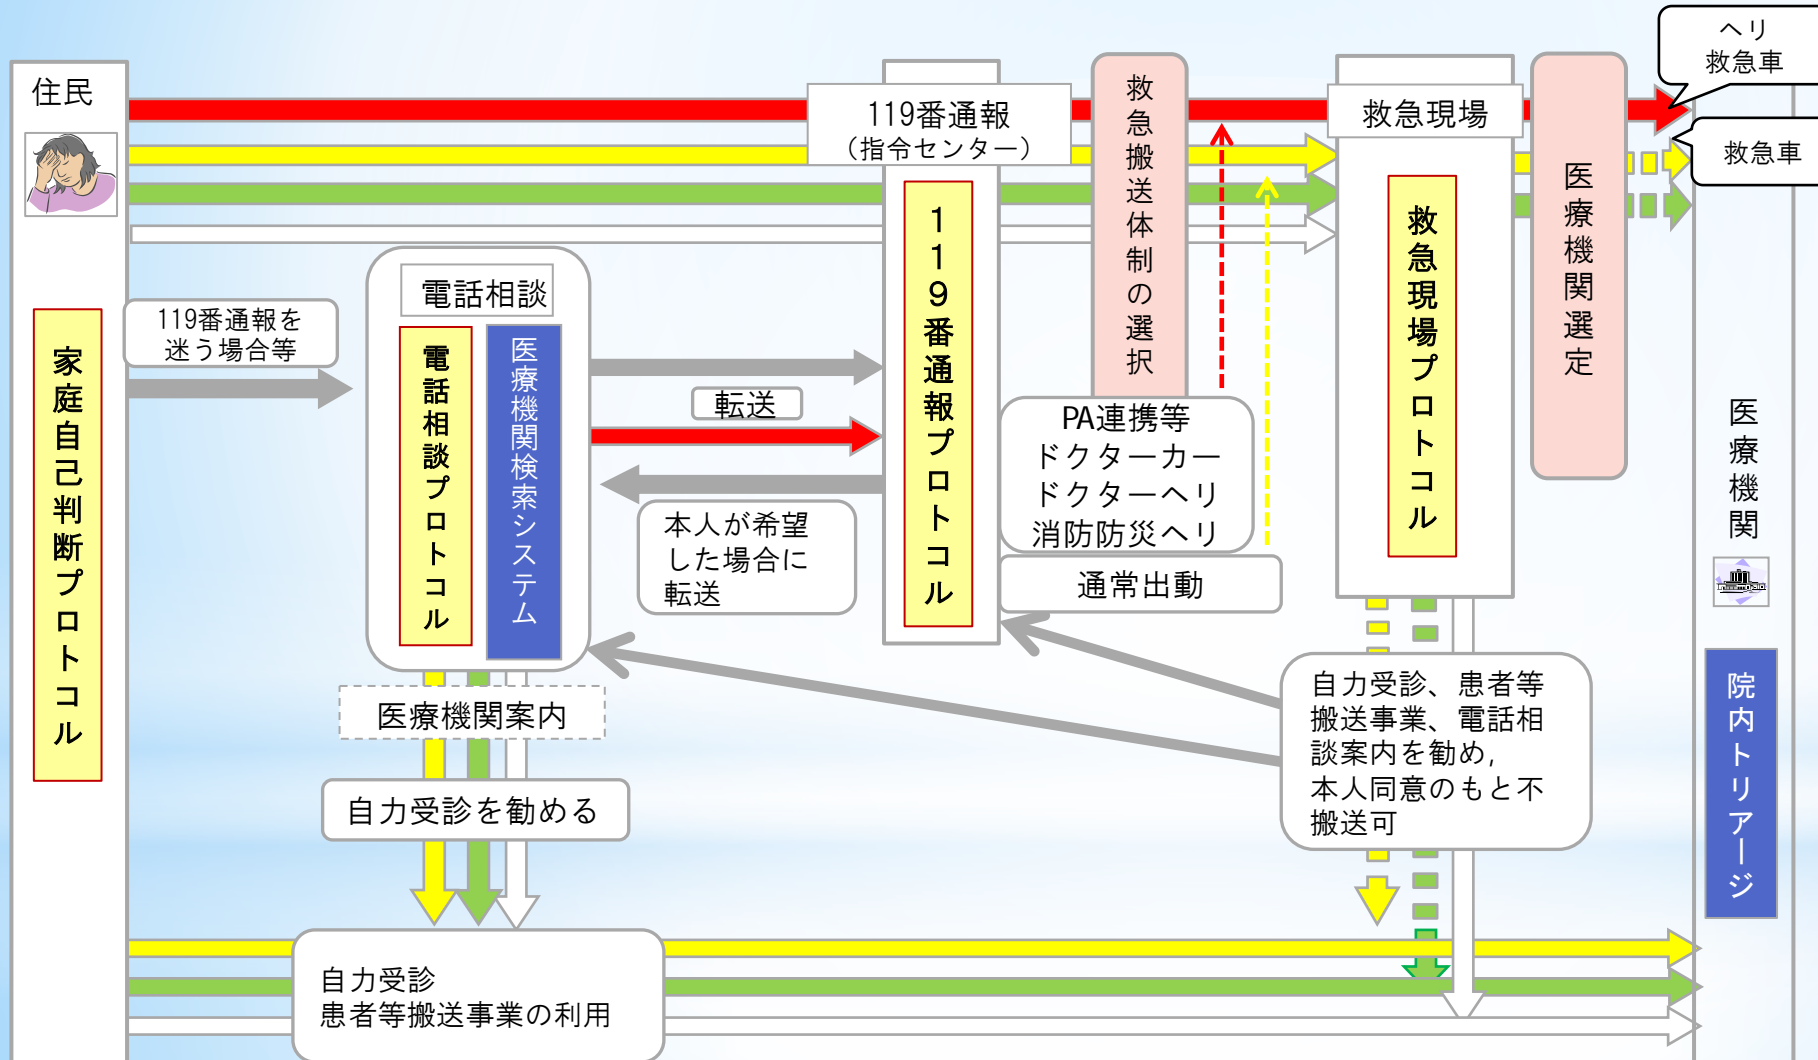 住民
家庭自己判断プロトコル
119番通報を
迷う場合等
電話相談
電話相談プロトコル
医療機関検索システム
医療機関案内
自力受診を勧める
自力受診
患者等搬送事業の利用
転送
本人が希望
した場合に
転送
119番通報
（指令センター）
119番通報プロトコル
救急搬送体制の選択
PA連携等
ドクターカー
ドクターヘリ
消防防災ヘリ
通常出動
救急現場
救急現場プロトコル
自力受診、患者等
搬送事業、電話相
談案内を勧め,
本人同意のもと不
搬送可
医療機関選定
ヘリ
救急車
救急車
医療機関
院内トリアージ